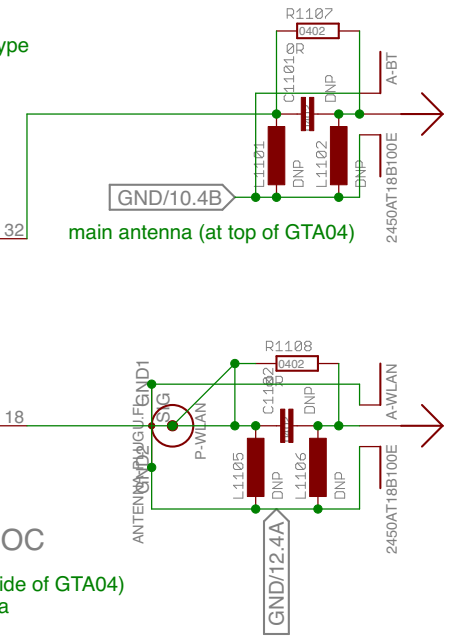 R1107
0402
0R
ype
C1101
DNP
A-BT
L1101
DNP
L1102
DNP
2450AT18B100E
GND/10.4B
32
main antenna (at top of GTA04)
R1108
0402
GND1
SIG
C1102
DNP
A-WLAN
18
P-WLAN
GND2
L1105
DNP
L1106
DNP
2450AT18B100E
OC
GND/12.4A
ide of GTA04)
a